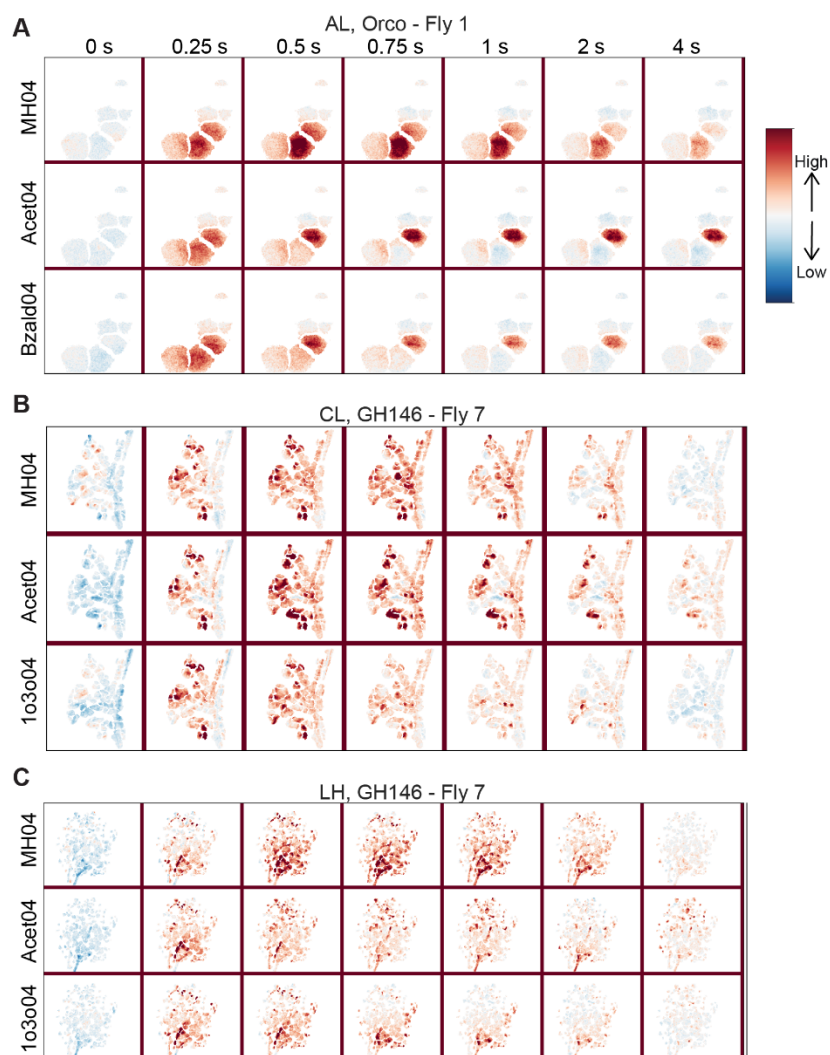 A
AL, Orco - Fly 1
0 s 0.25 s 0.5 s 0.75 s 1 s 2 s 4 s
MH04
Acet04
Bzald04
High
Low
B
CL, GH146 - Fly 7
MH04
Acet04
1o3o04
C
LH, GH146 - Fly 7
MH04
Acet04
1o3o04